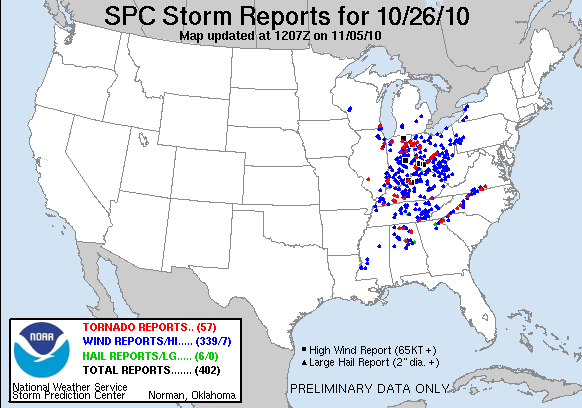 SPC Storm Reports for 10/26/10
Map updated at 1207Z on 11/05/10
NOAA
TORNADO REPORTS.. (57)
WIND REPORTS/HI..... (339/7)
HAIL REPORTS/LG..... (6/0)
TOTAL REPORTS....... (402)
National Weather Service
Storm Prediction Center Norman, Oklahoma
High Wind Report (65KT +)
Large Hail Report (2" dia. +)
PRELIMINARY DATA ONLY